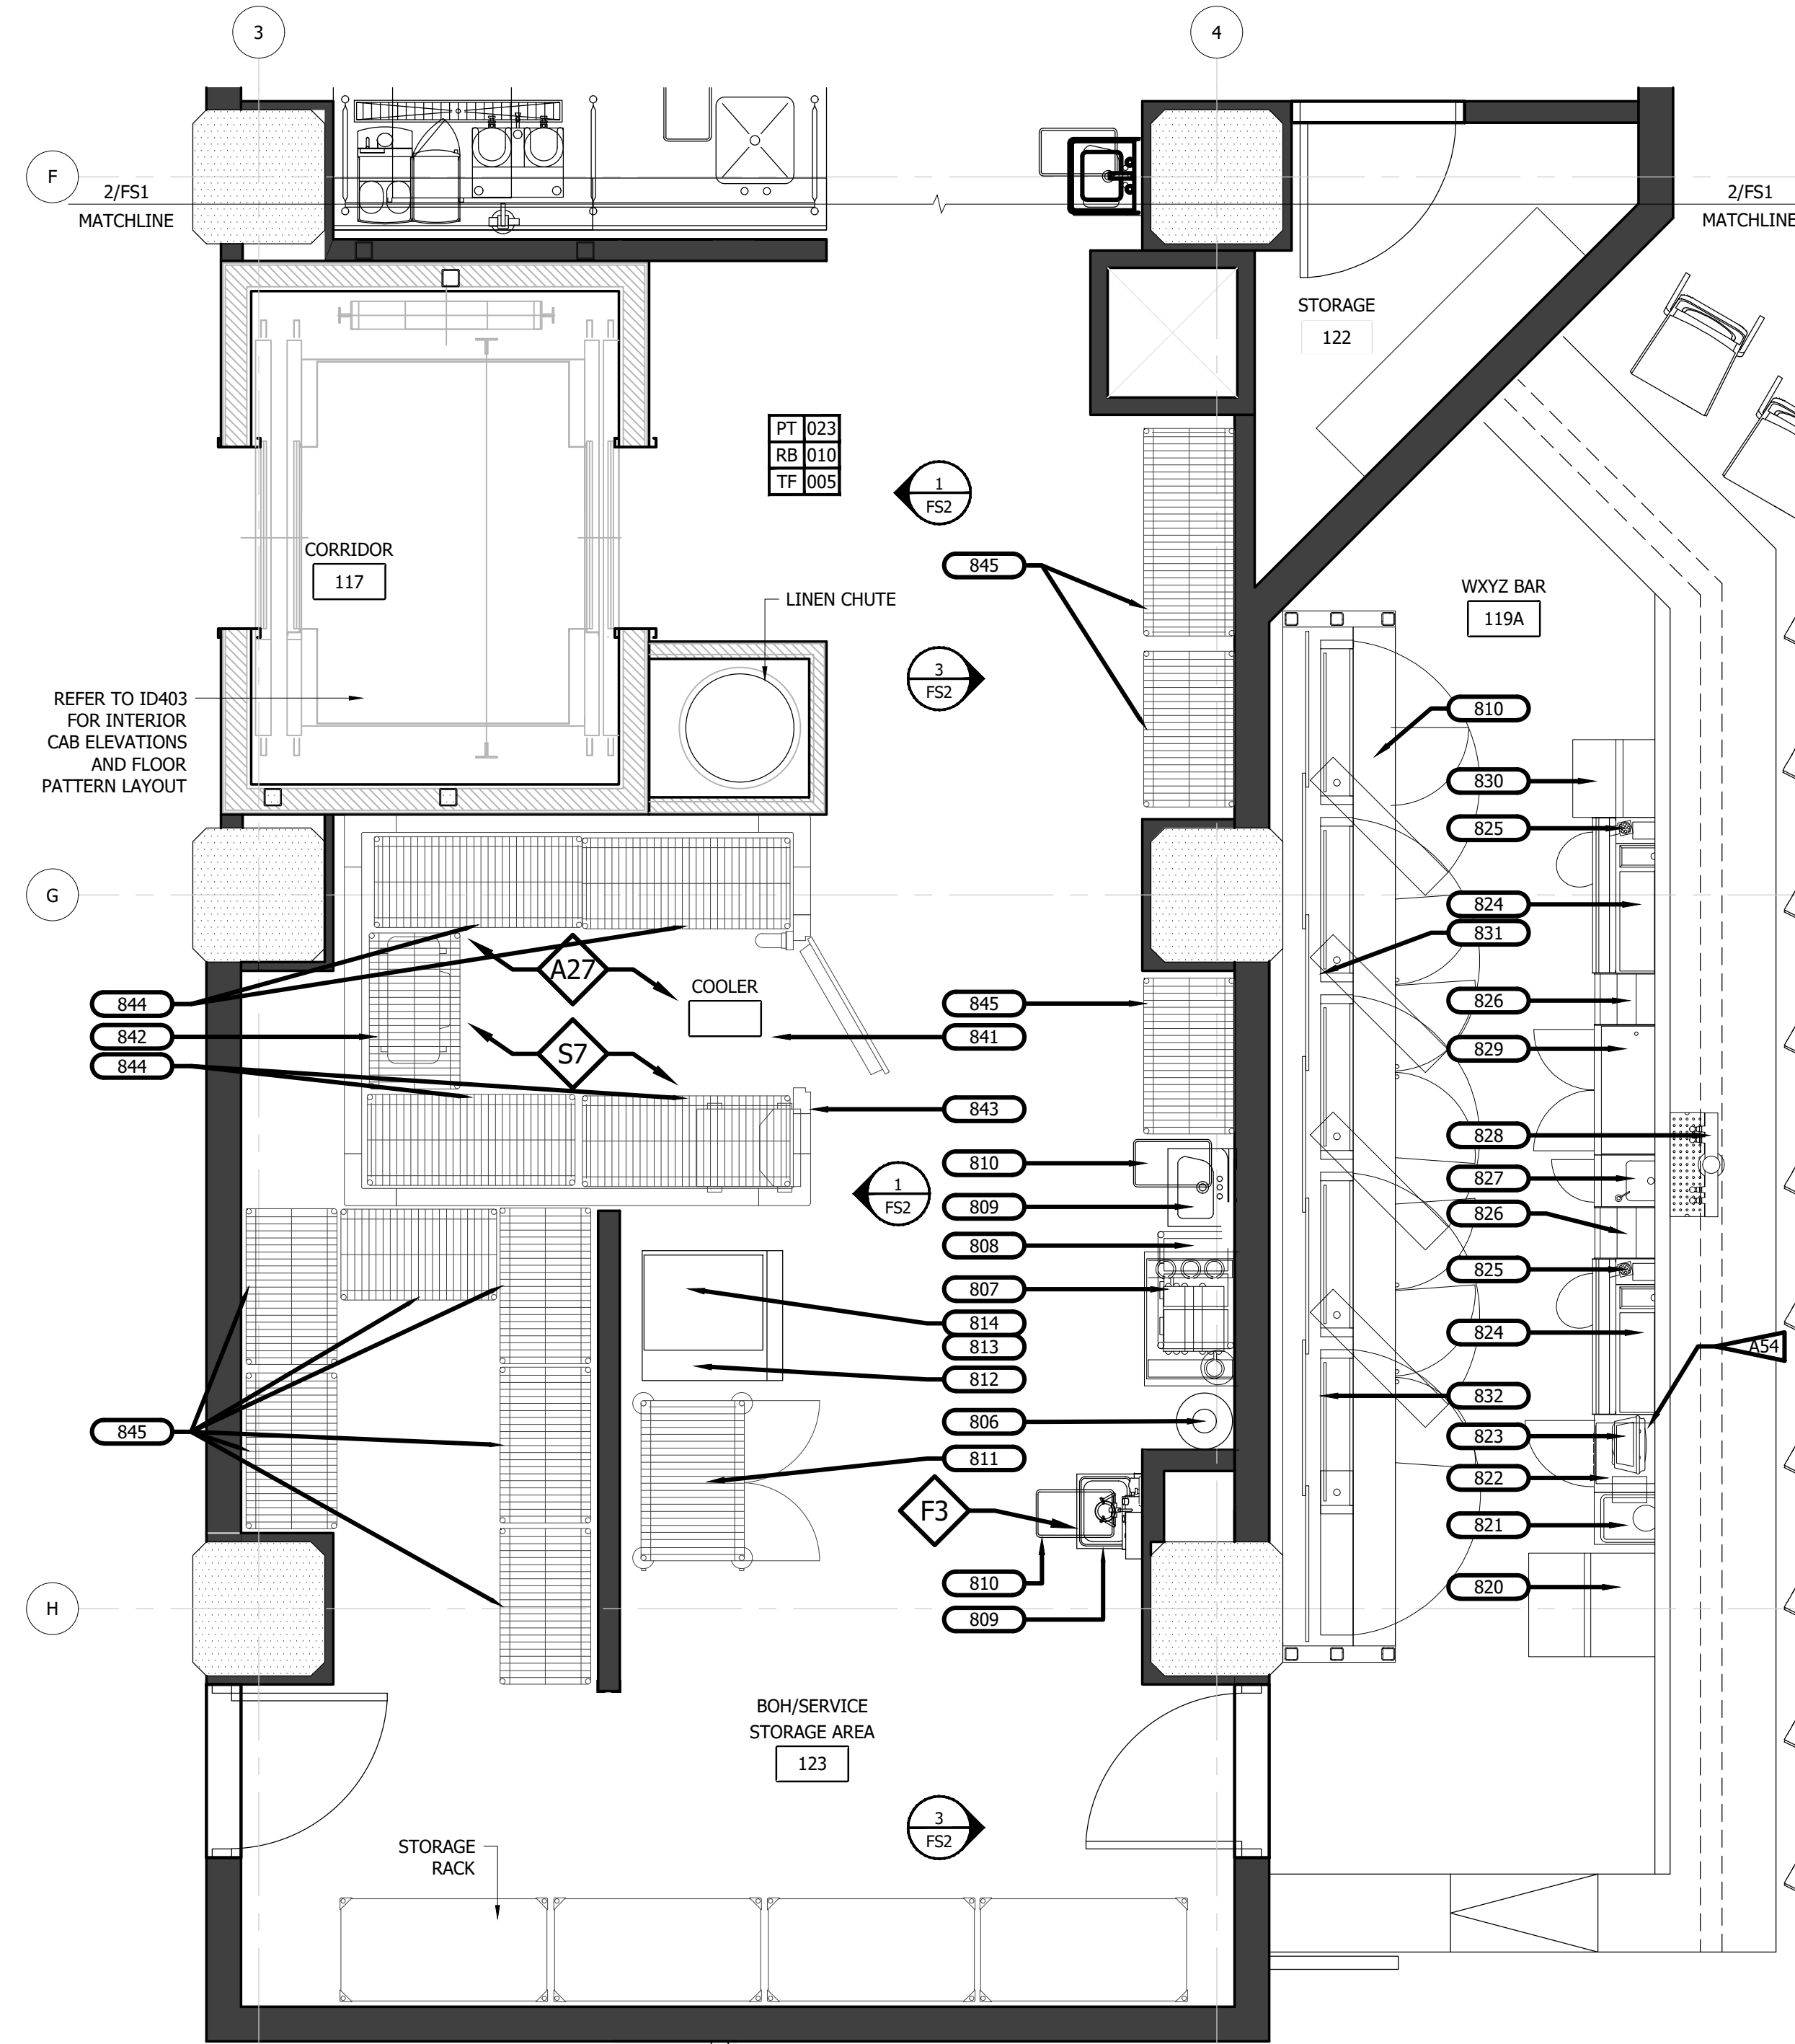 3
4
F
2/FS1
MATCHLINE
2/FS1
MATCHLINE
STORAGE
122
PT 023
RB 010
TF 005
1
FS2
CORRIDOR
117
845
LINEN CHUTE
WXYZ BAR
119A
3
FS2
REFER TO ID403
FOR INTERIOR
CAB ELEVATIONS
AND FLOOR
PATTERN LAYOUT
810
830
825
G
824
831
A27
COOLER
844
842
844
S7
845
841
843
826
829
828
827
826
825
824
A54
810
809
808
807
814
813
812
806
811
1
FS2
845
832
823
822
821
820
F3
810
809
H
BOH/SERVICE
STORAGE AREA
123
3
FS2
STORAGE
RACK